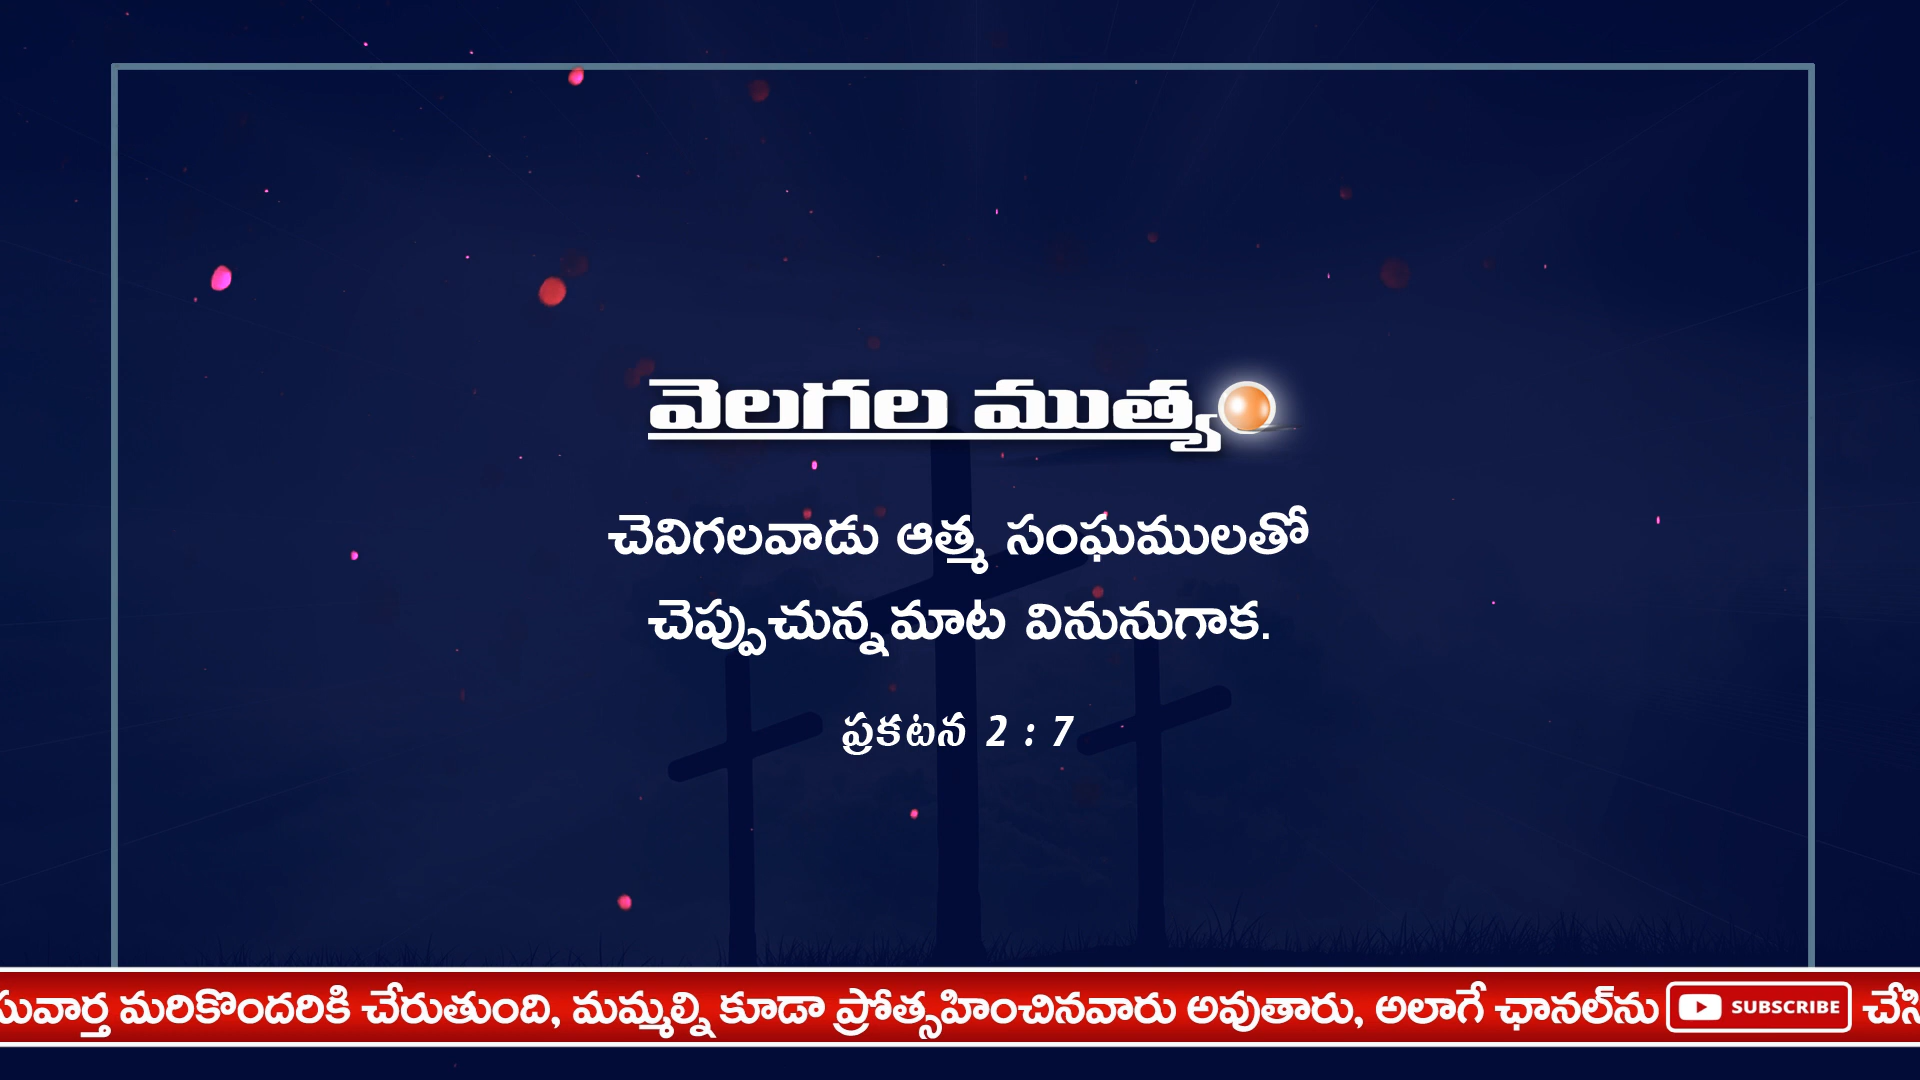 వెలగల ముత్యం
చెవిగలవాడు ఆత్మ సంఘములతో
చెప్పుచున్నమాట వినునుగాక.
ప్రకటన 2 : 7
సువార్త మరికొందరికి చేరుతుంది, మమ్మల్ని కూడా ప్రోత్సహించినవారు అవుతారు, అలాగే ఛానల్‌ను SUBSCRIBE